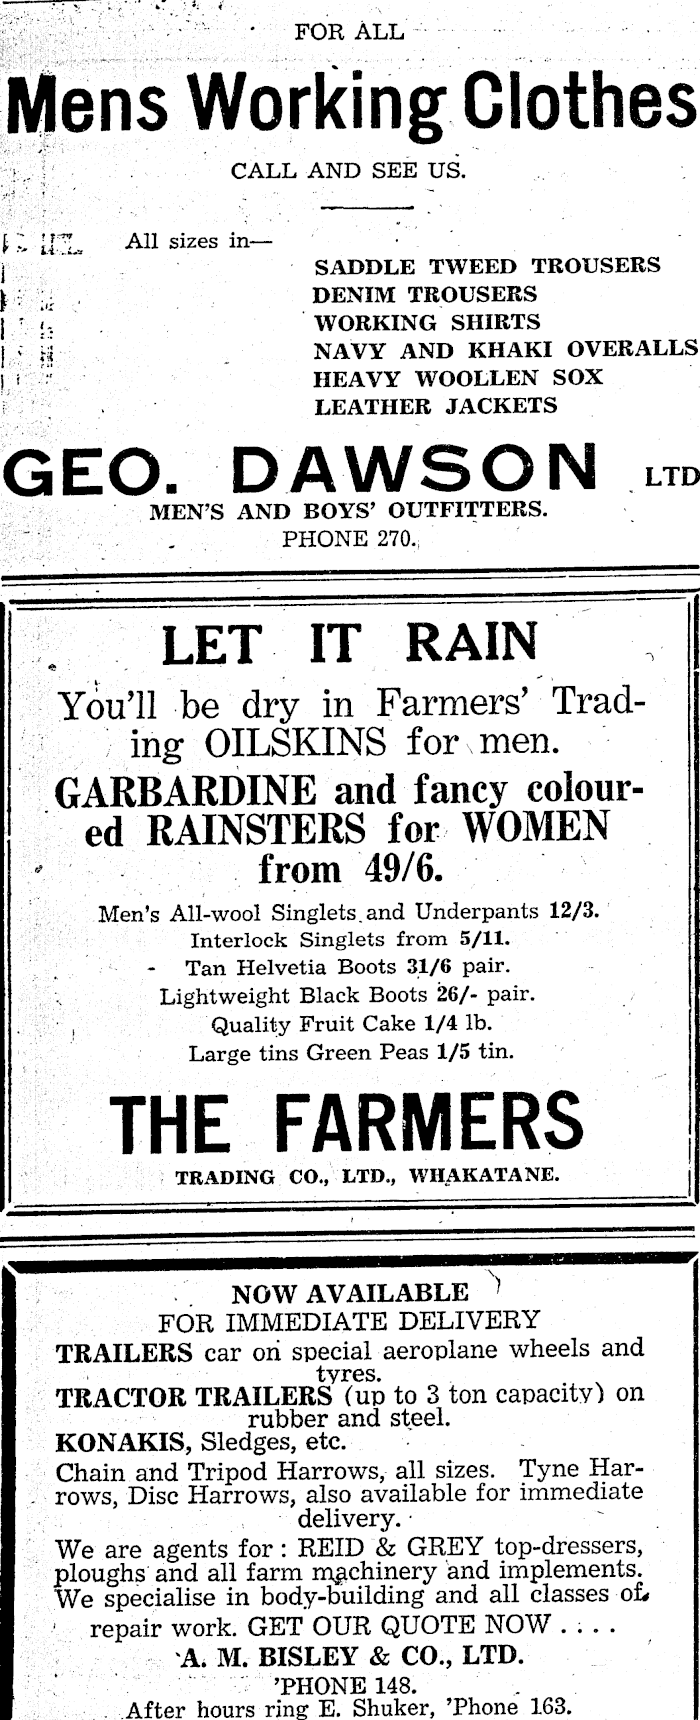 FOR ALL
Mens Working Clothes
CALL AND SEE US.
All sizes in—
SADDLE TWEED TROUSERS
DENIM TROUSERS
WORKING SHIRTS
NAVY AND KHAKI OVERALLS
HEAVY WOOLLEN SOX
LEATHER JACKETS
GEO. DAWSON LTD
MEN'S AND BOYS' OUTFITTERS.
PHONE 270.
LET IT RAIN
You'll be dry in Farmers' Trad-
ing OILSKINS for men.
GARBARDINE and fancy colour-
ed RAINSTERS for WOMEN
from 49/6.
Men's All-wool Singlets and Underpants 12/3.
Interlock Singlets from 5/11.
Tan Helvetia Boots 31/6 pair.
Lightweight Black Boots 26/- pair.
Quality Fruit Cake 1/4 lb.
Large tins Green Peas 1/5 tin.
THE FARMERS
TRADING CO., LTD., WHAKATANE.
NOW AVAILABLE
FOR IMMEDIATE DELIVERY
TRAILERS car on special aeroplane wheels and
tyres.
TRACTOR TRAILERS (up to 3 ton capacity) on
rubber and steel.
KONAKIS, Sledges, etc.
Chain and Tripod Harrows, all sizes. Tyne Har-
rows, Disc Harrows, also available for immediate
delivery.
We are agents for: REID & GREY top-dressers,
ploughs and all farm machinery and implements.
We specialise in body-building and all classes of
repair work. GET OUR QUOTE NOW . . . .
A. M. BISLEY & CO., LTD.
'PHONE 148.
After hours ring E. Shuker, 'Phone 163.